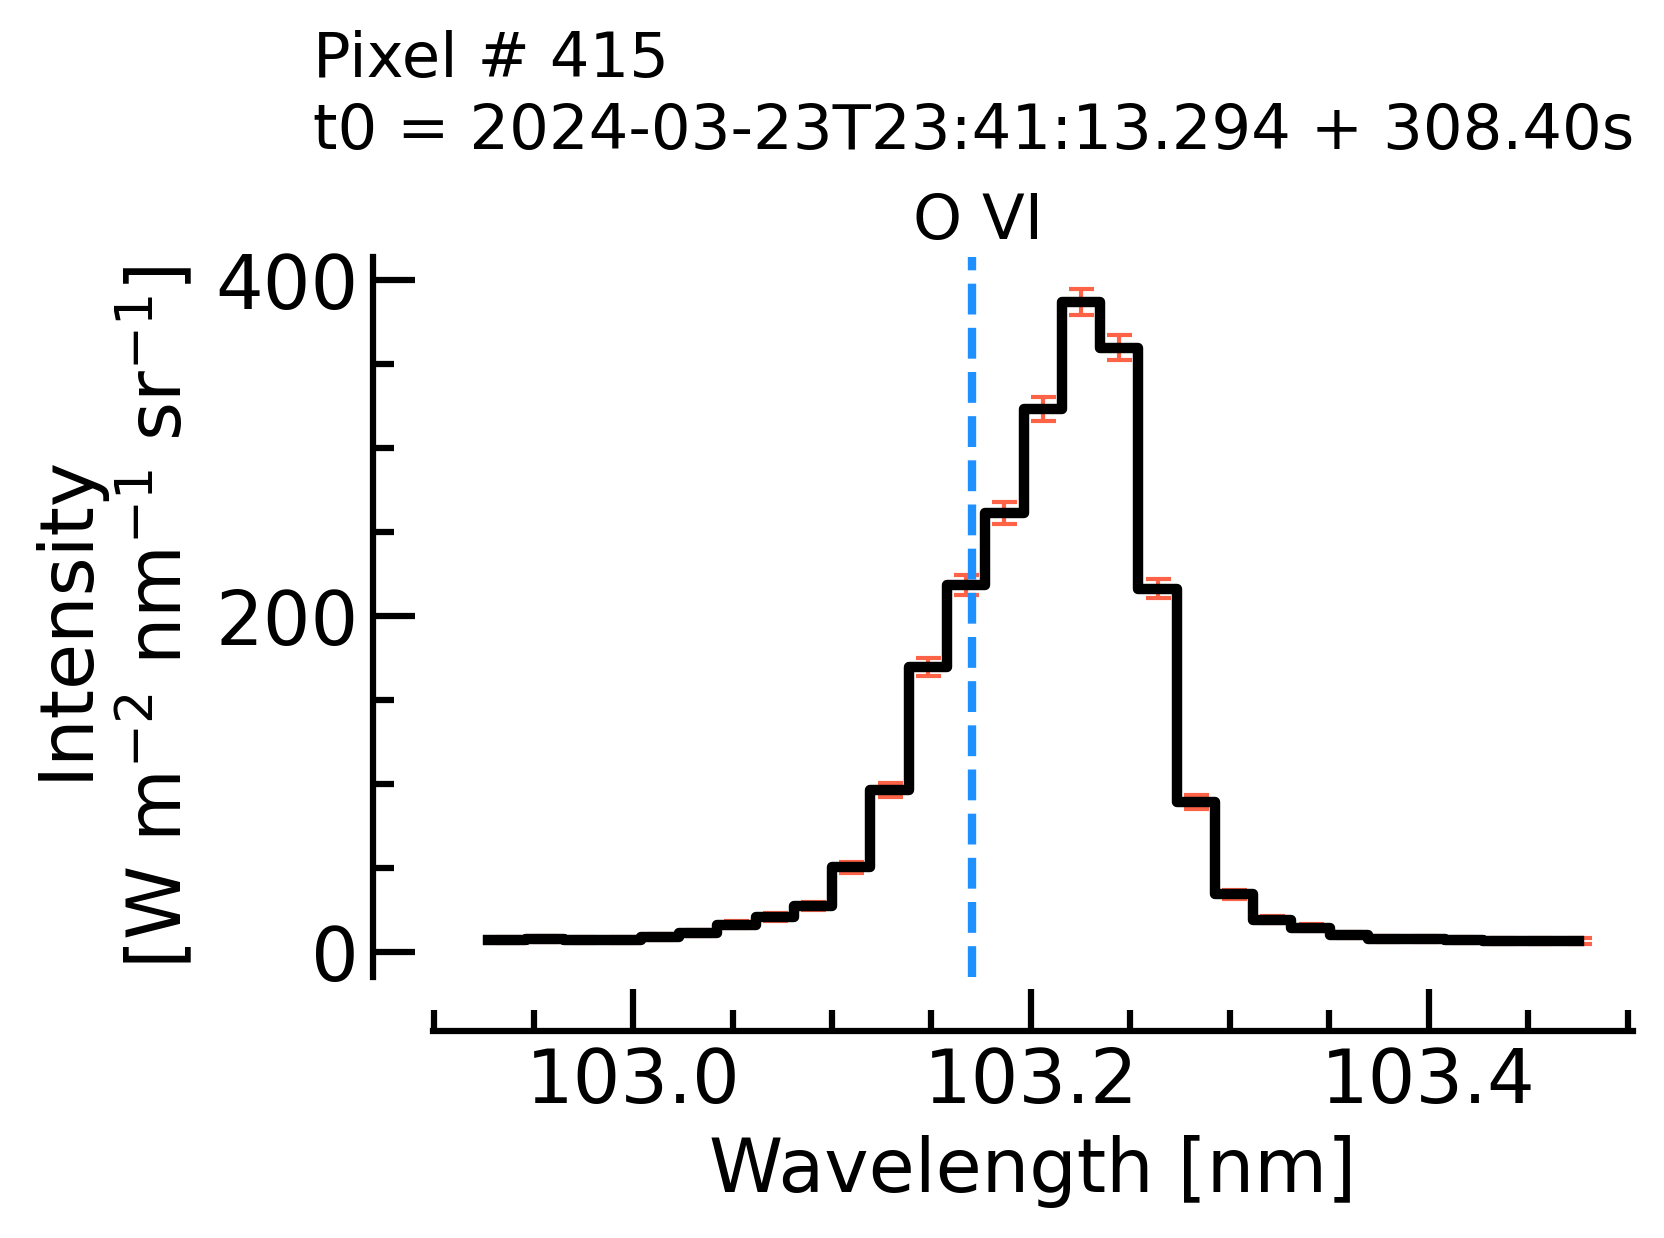 Pixel # 415
t0 = 2024-03-23T23:41:13.294 + 308.40s
O VI
Intensity
[W m⁻² nm⁻¹ sr⁻¹]
400
200
0
103.0 103.2 103.4
Wavelength [nm]